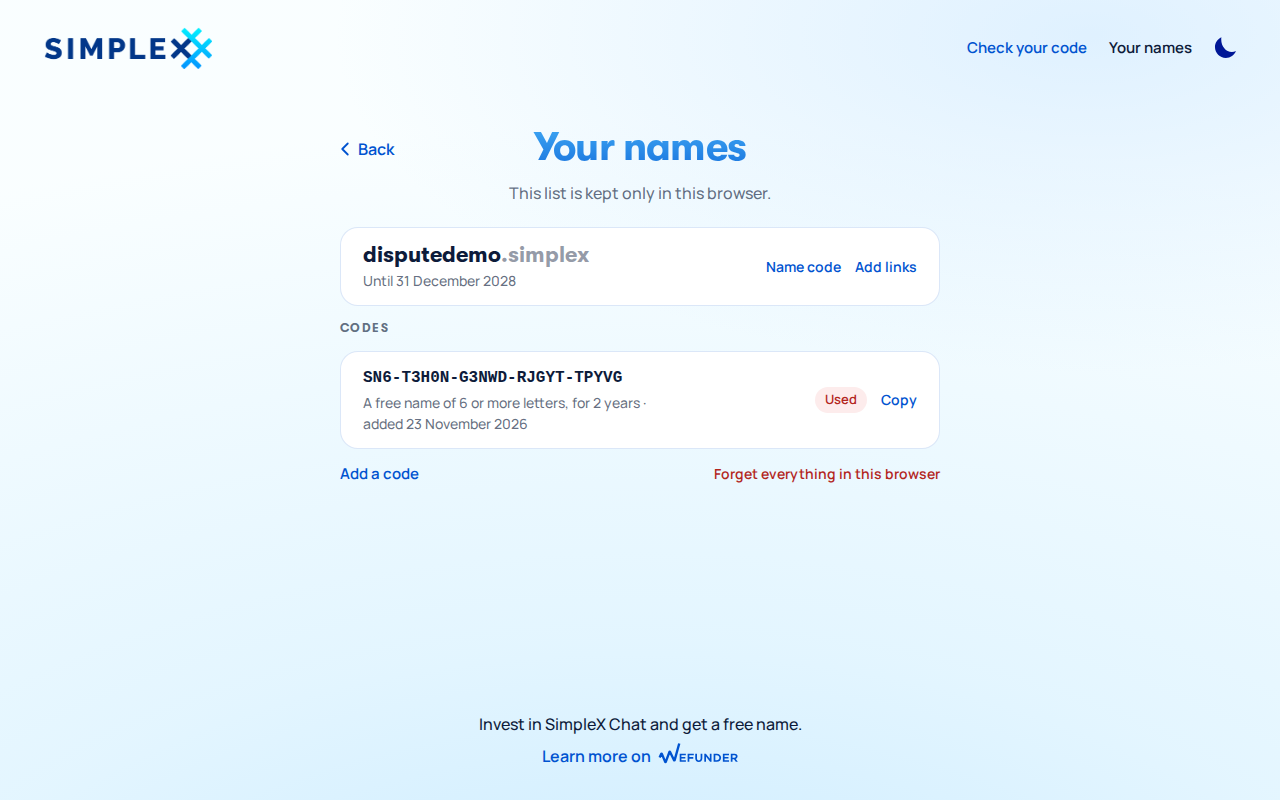 SIMPLEX
Check your code
Your names
Back
Your names
This list is kept only in this browser.
disputedemo.simplex
Until 31 December 2028
Name code
Add links
CODES
SN6-T3H0N-G3NWD-RJGYT-TPYVG
A free name of 6 or more letters, for 2 years ·
added 23 November 2026
Used
Copy
Add a code
Forget everything in this browser
Invest in SimpleX Chat and get a free name.
Learn more on WEFUNDER